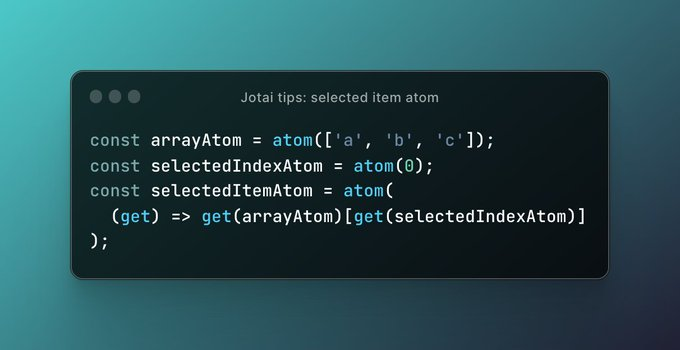 Jotai tips: selected item atom
const arrayAtom = atom(['a', 'b', 'c']);
const selectedIndexAtom = atom(0);
const selectedItemAtom = atom(
  (get) => get(arrayAtom)[get(selectedIndexAtom)]
);